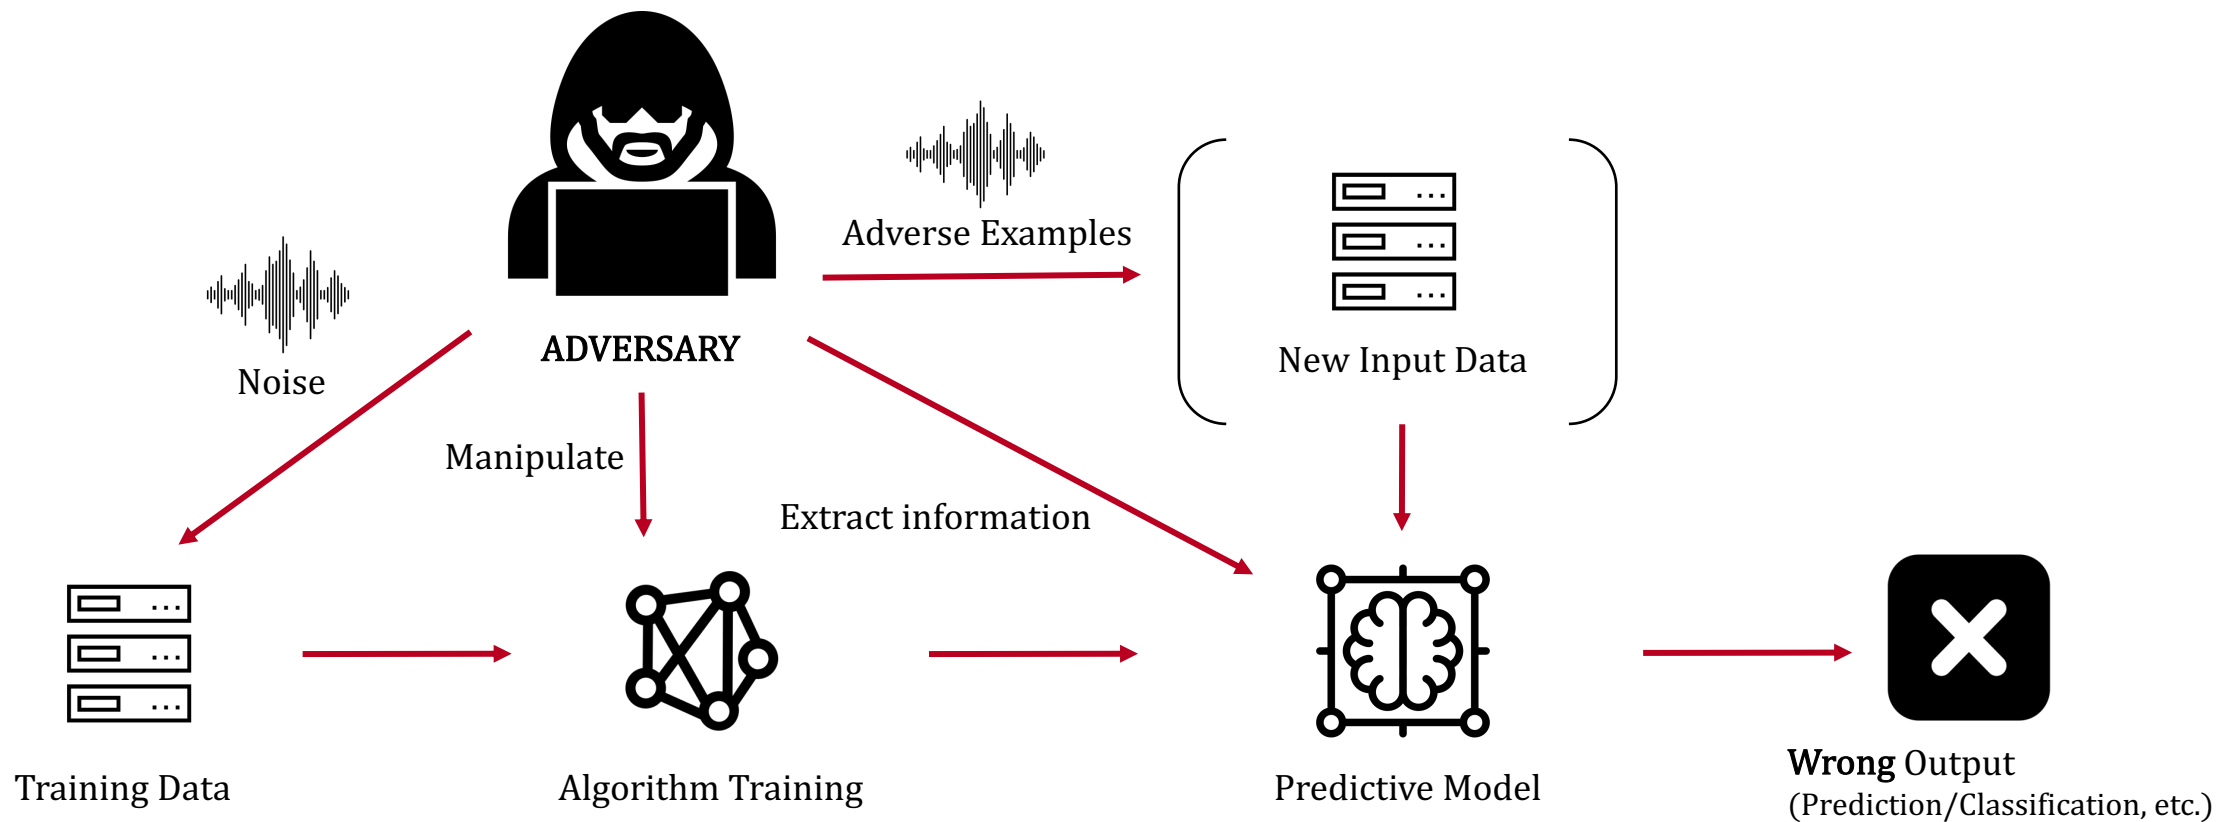 Adverse Examples
ADVERSARY
New Input Data
Noise
Manipulate
Extract information
Training Data
Algorithm Training
Predictive Model
Wrong Output
(Prediction/Classification, etc.)